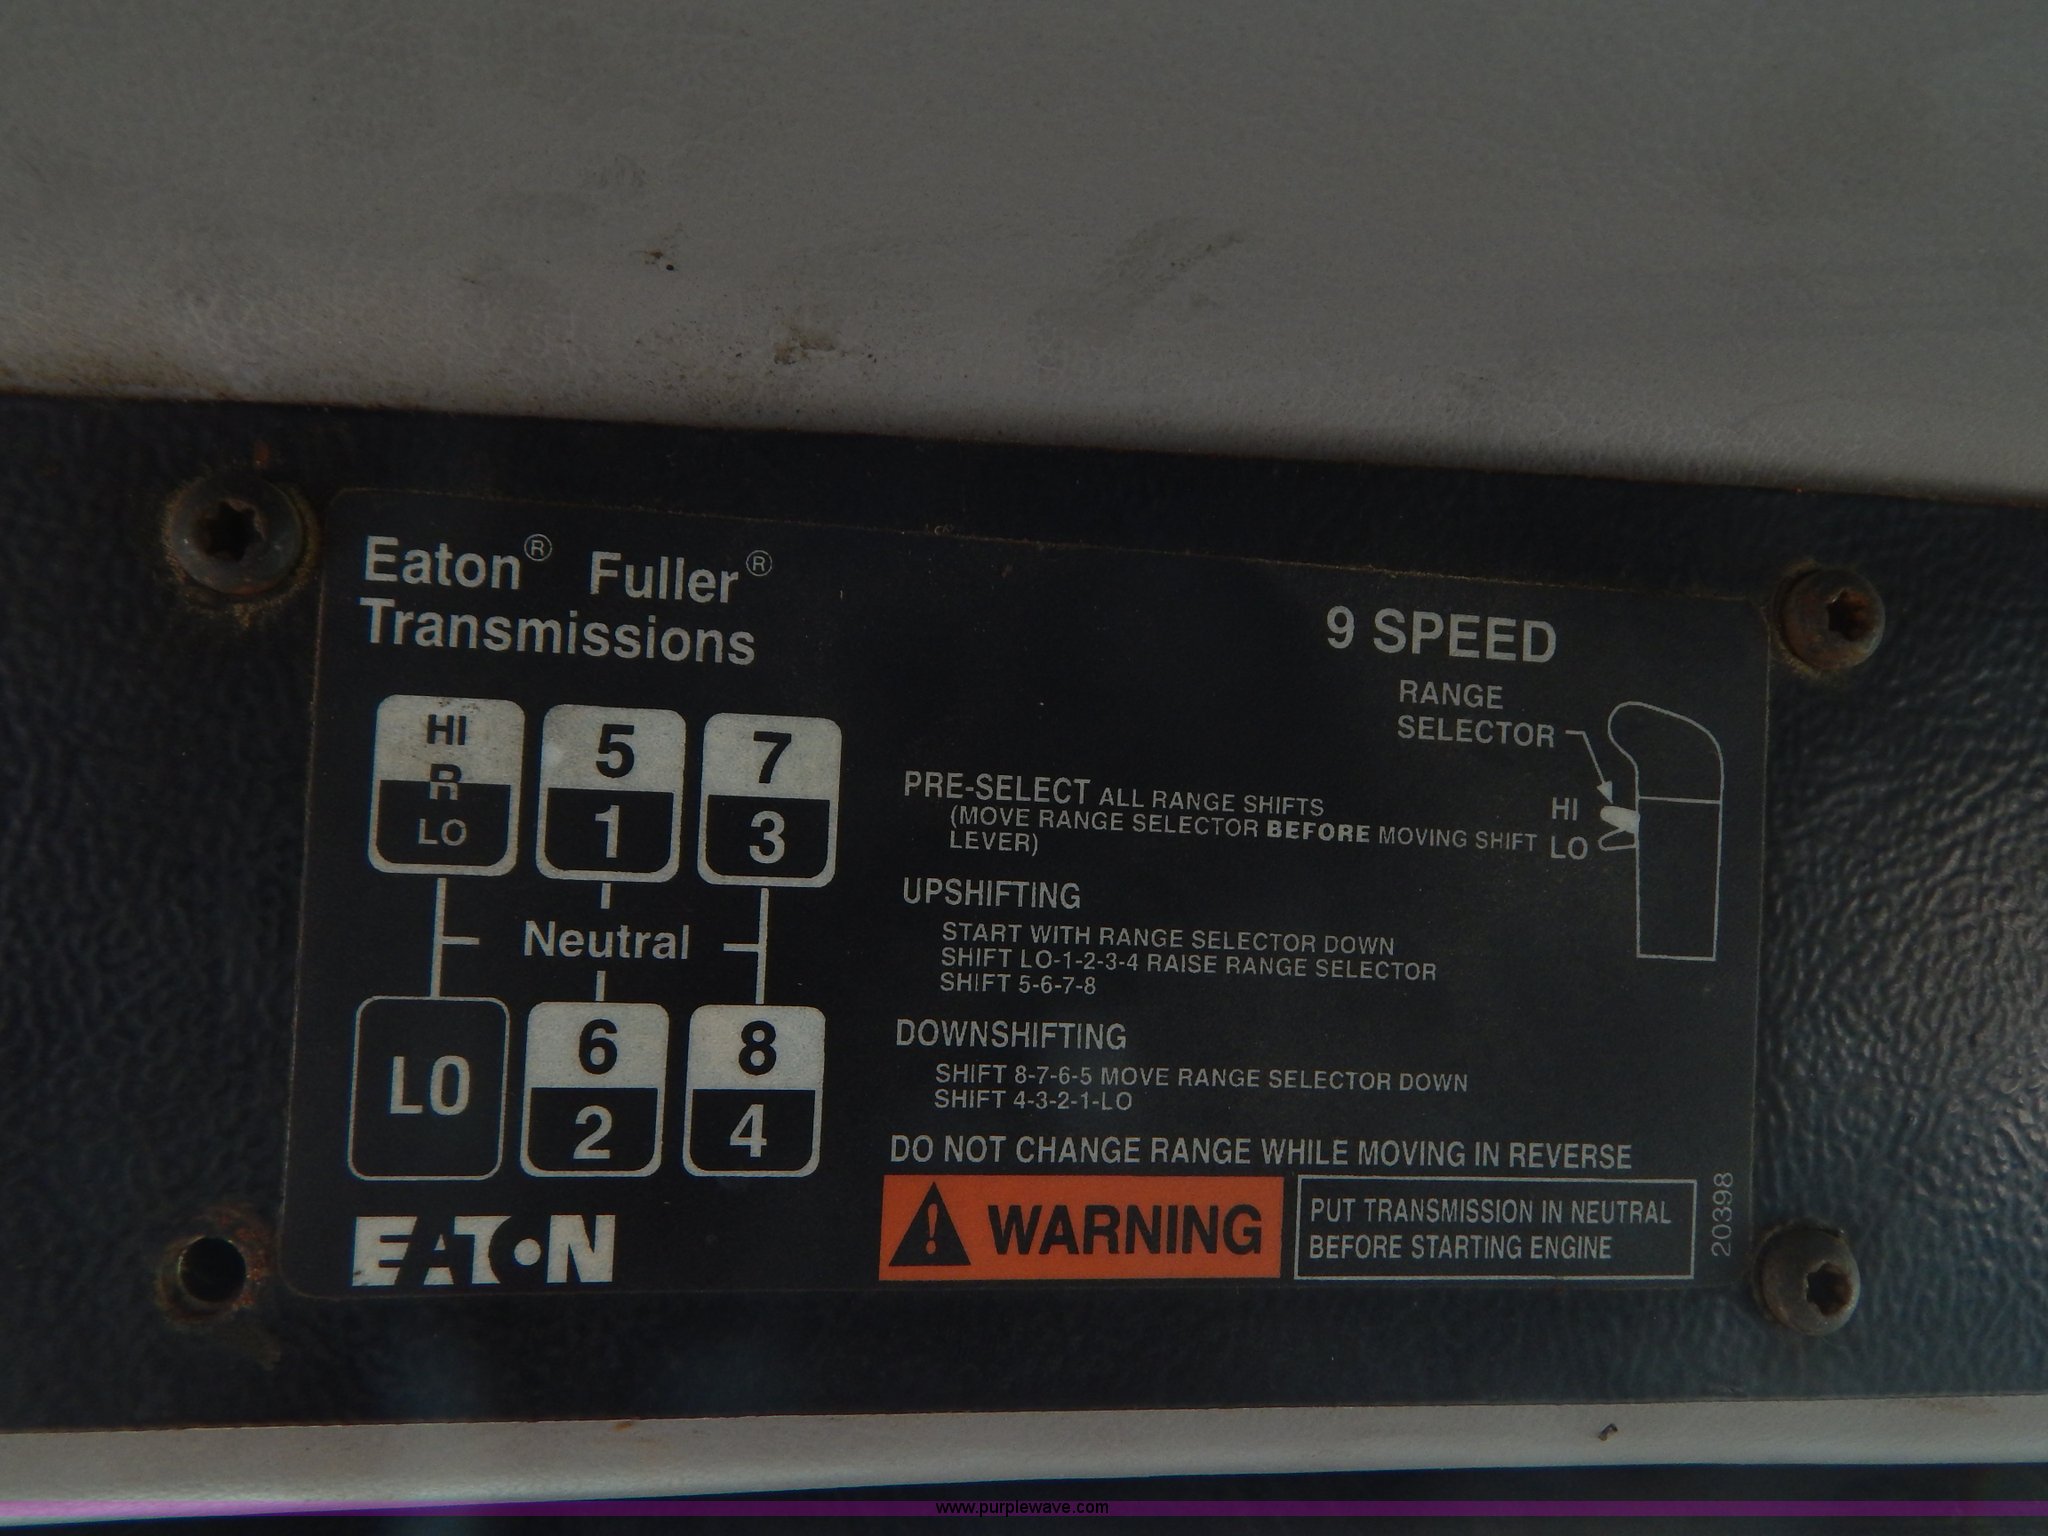 Eaton® Fuller®
Transmissions
9 SPEED
RANGE
SELECTOR
HI
LO
HI
R
LO
5
1
7
3
Neutral
LO
6
2
8
4
PRE-SELECT ALL RANGE SHIFTS
(MOVE RANGE SELECTOR BEFORE MOVING SHIFT
LEVER)
UPSHIFTING
START WITH RANGE SELECTOR DOWN
SHIFT LO-1-2-3-4 RAISE RANGE SELECTOR
SHIFT 5-6-7-8
DOWNSHIFTING
SHIFT 8-7-6-5 MOVE RANGE SELECTOR DOWN
SHIFT 4-3-2-1-LO
DO NOT CHANGE RANGE WHILE MOVING IN REVERSE
WARNING
PUT TRANSMISSION IN NEUTRAL
BEFORE STARTING ENGINE
20398
EATON
www.purplewave.com